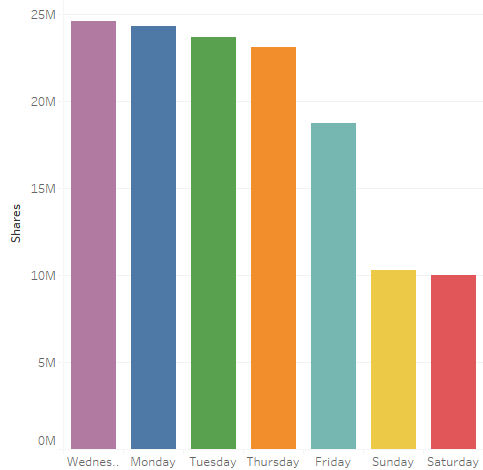 25M
20M
15M
10M
5M
0M
Shares
Wednes..
Monday
Tuesday
Thursday
Friday
Sunday
Saturday